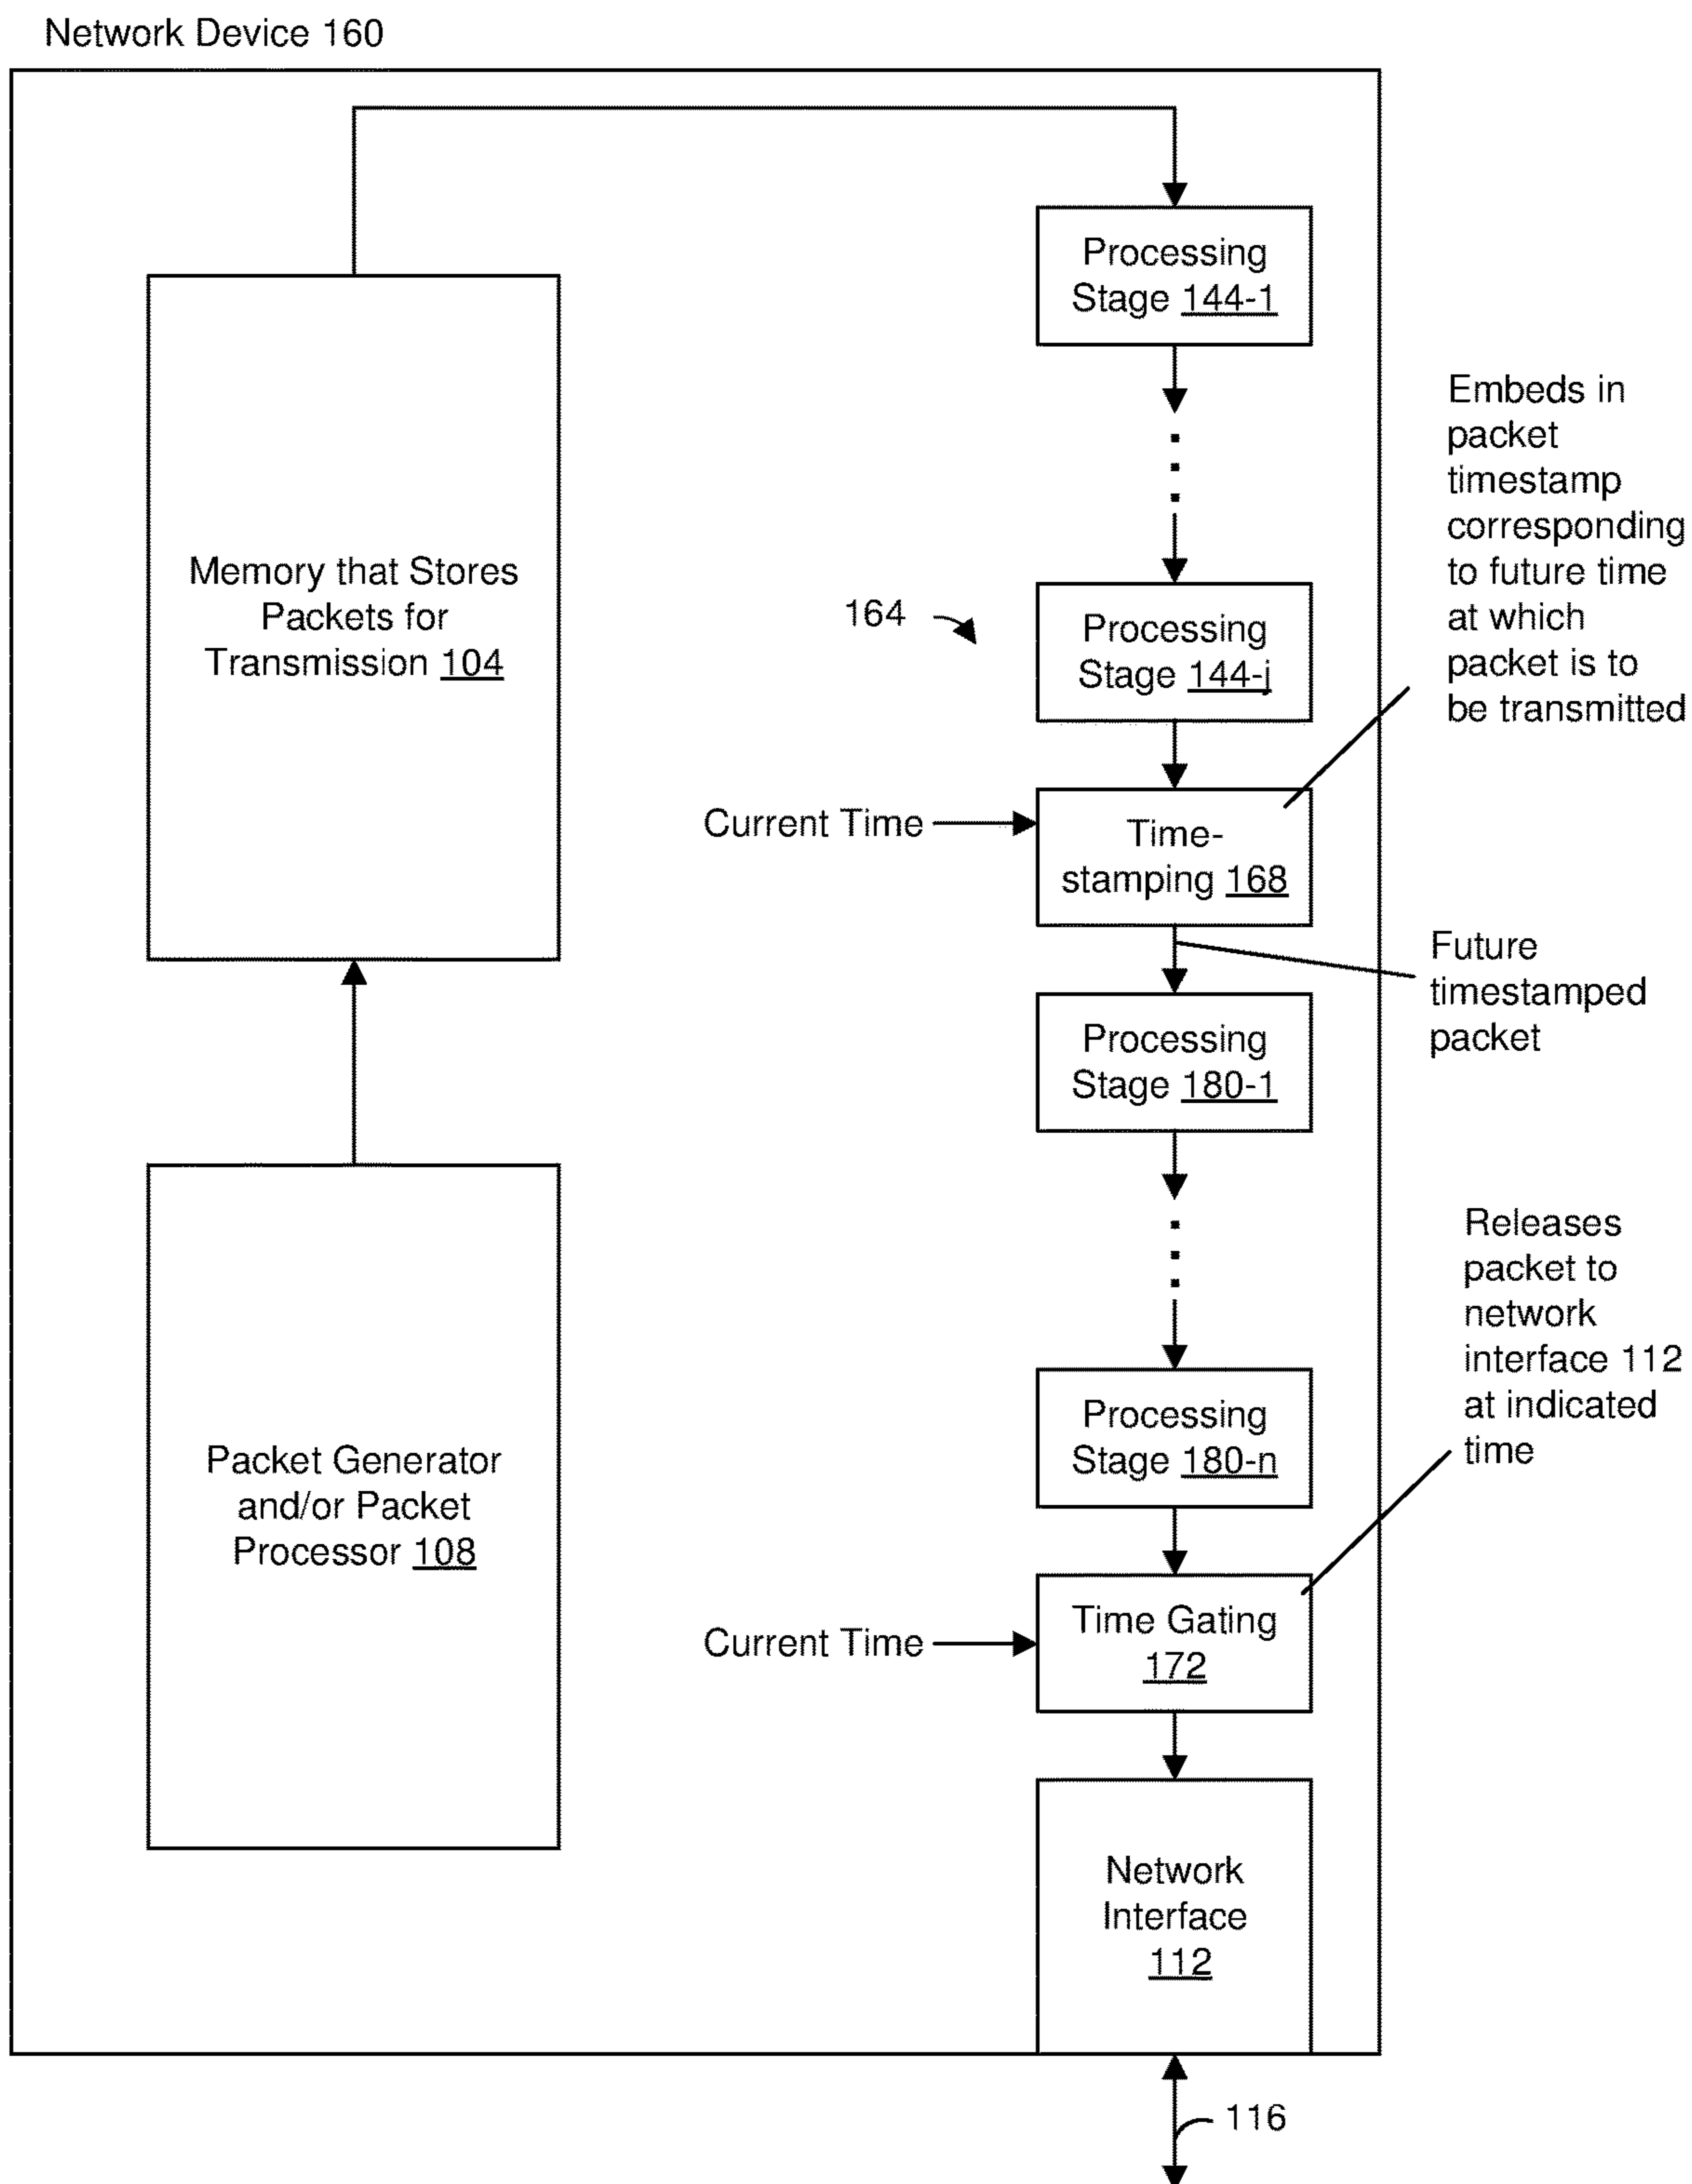 Network Device 160
Processing
Stage 144-1
Embeds in
packet
timestamp
corresponding
to future time
at which
packet is to
be transmitted
Memory that Stores
Packets for
Transmission 104
164
Processing
Stage 144-j
Current Time
Time-
stamping 168
Future
timestamped
packet
Processing
Stage 180-1
Releases
packet to
network
interface 112
at indicated
time
Packet Generator
and/or Packet
Processor 108
Processing
Stage 180-n
Current Time
Time Gating
172
Network
Interface
112
116